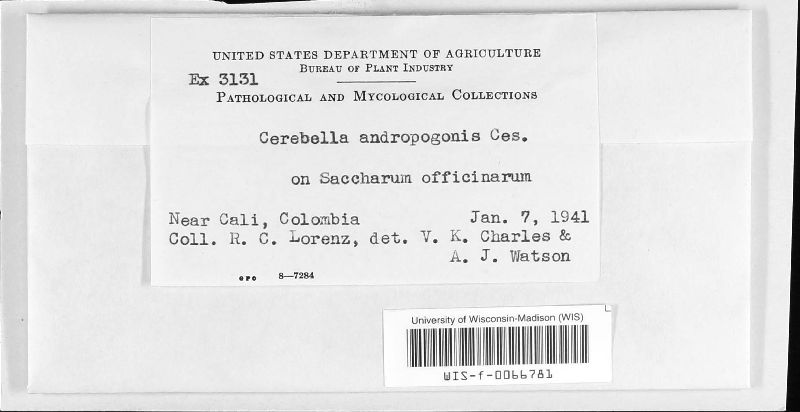 UNITED STATES DEPARTMENT OF AGRICULTURE
BUREAU OF PLANT INDUSTRY
Ex 3131
PATHOLOGICAL AND MYCOLOGICAL COLLECTIONS
Cerebella andropogonis Ces.
on Saccharum officinarum
Near Cali, Colombia Jan. 7, 1941
Coll. R. C. Lorenz, det. V. K. Charles &
A. J. Watson
GPO 8—7284
University of Wisconsin-Madison (WIS)
WIS-f-0066781